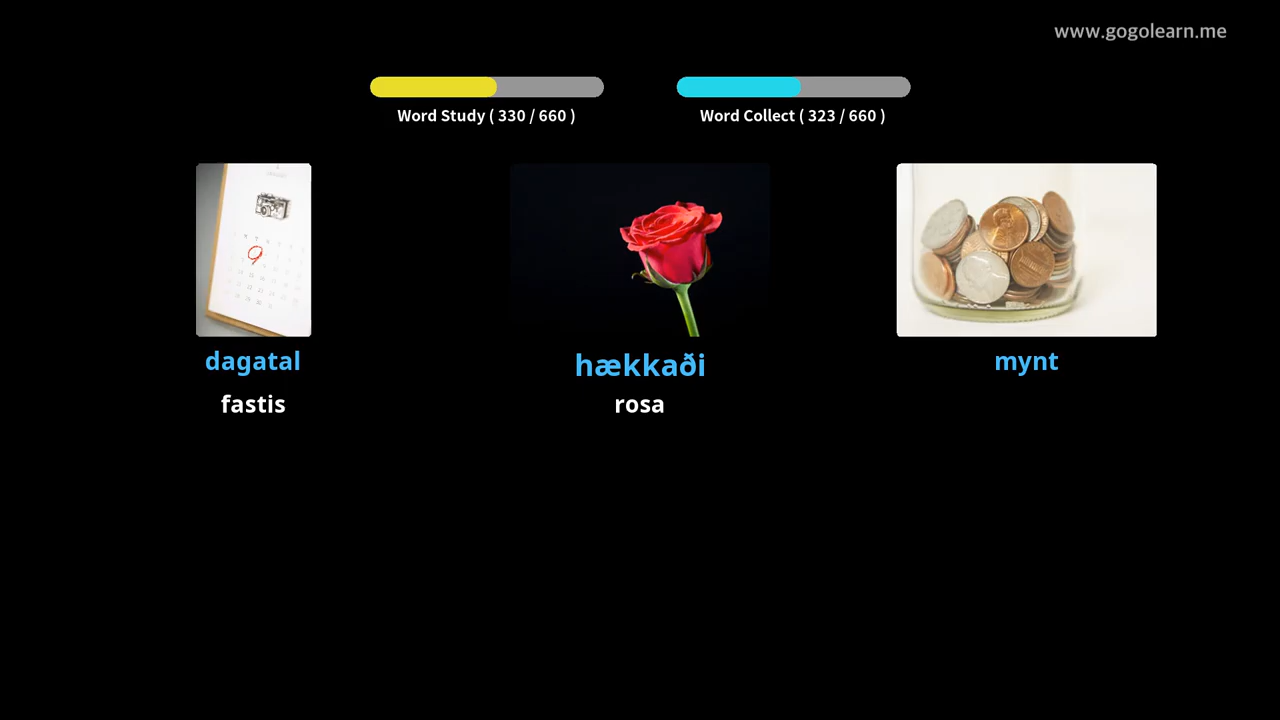 www.gogolearn.me
Word Study ( 330 / 660 )
Word Collect ( 323 / 660 )
dagatal
hækkaði
mynt
fastis
rosa